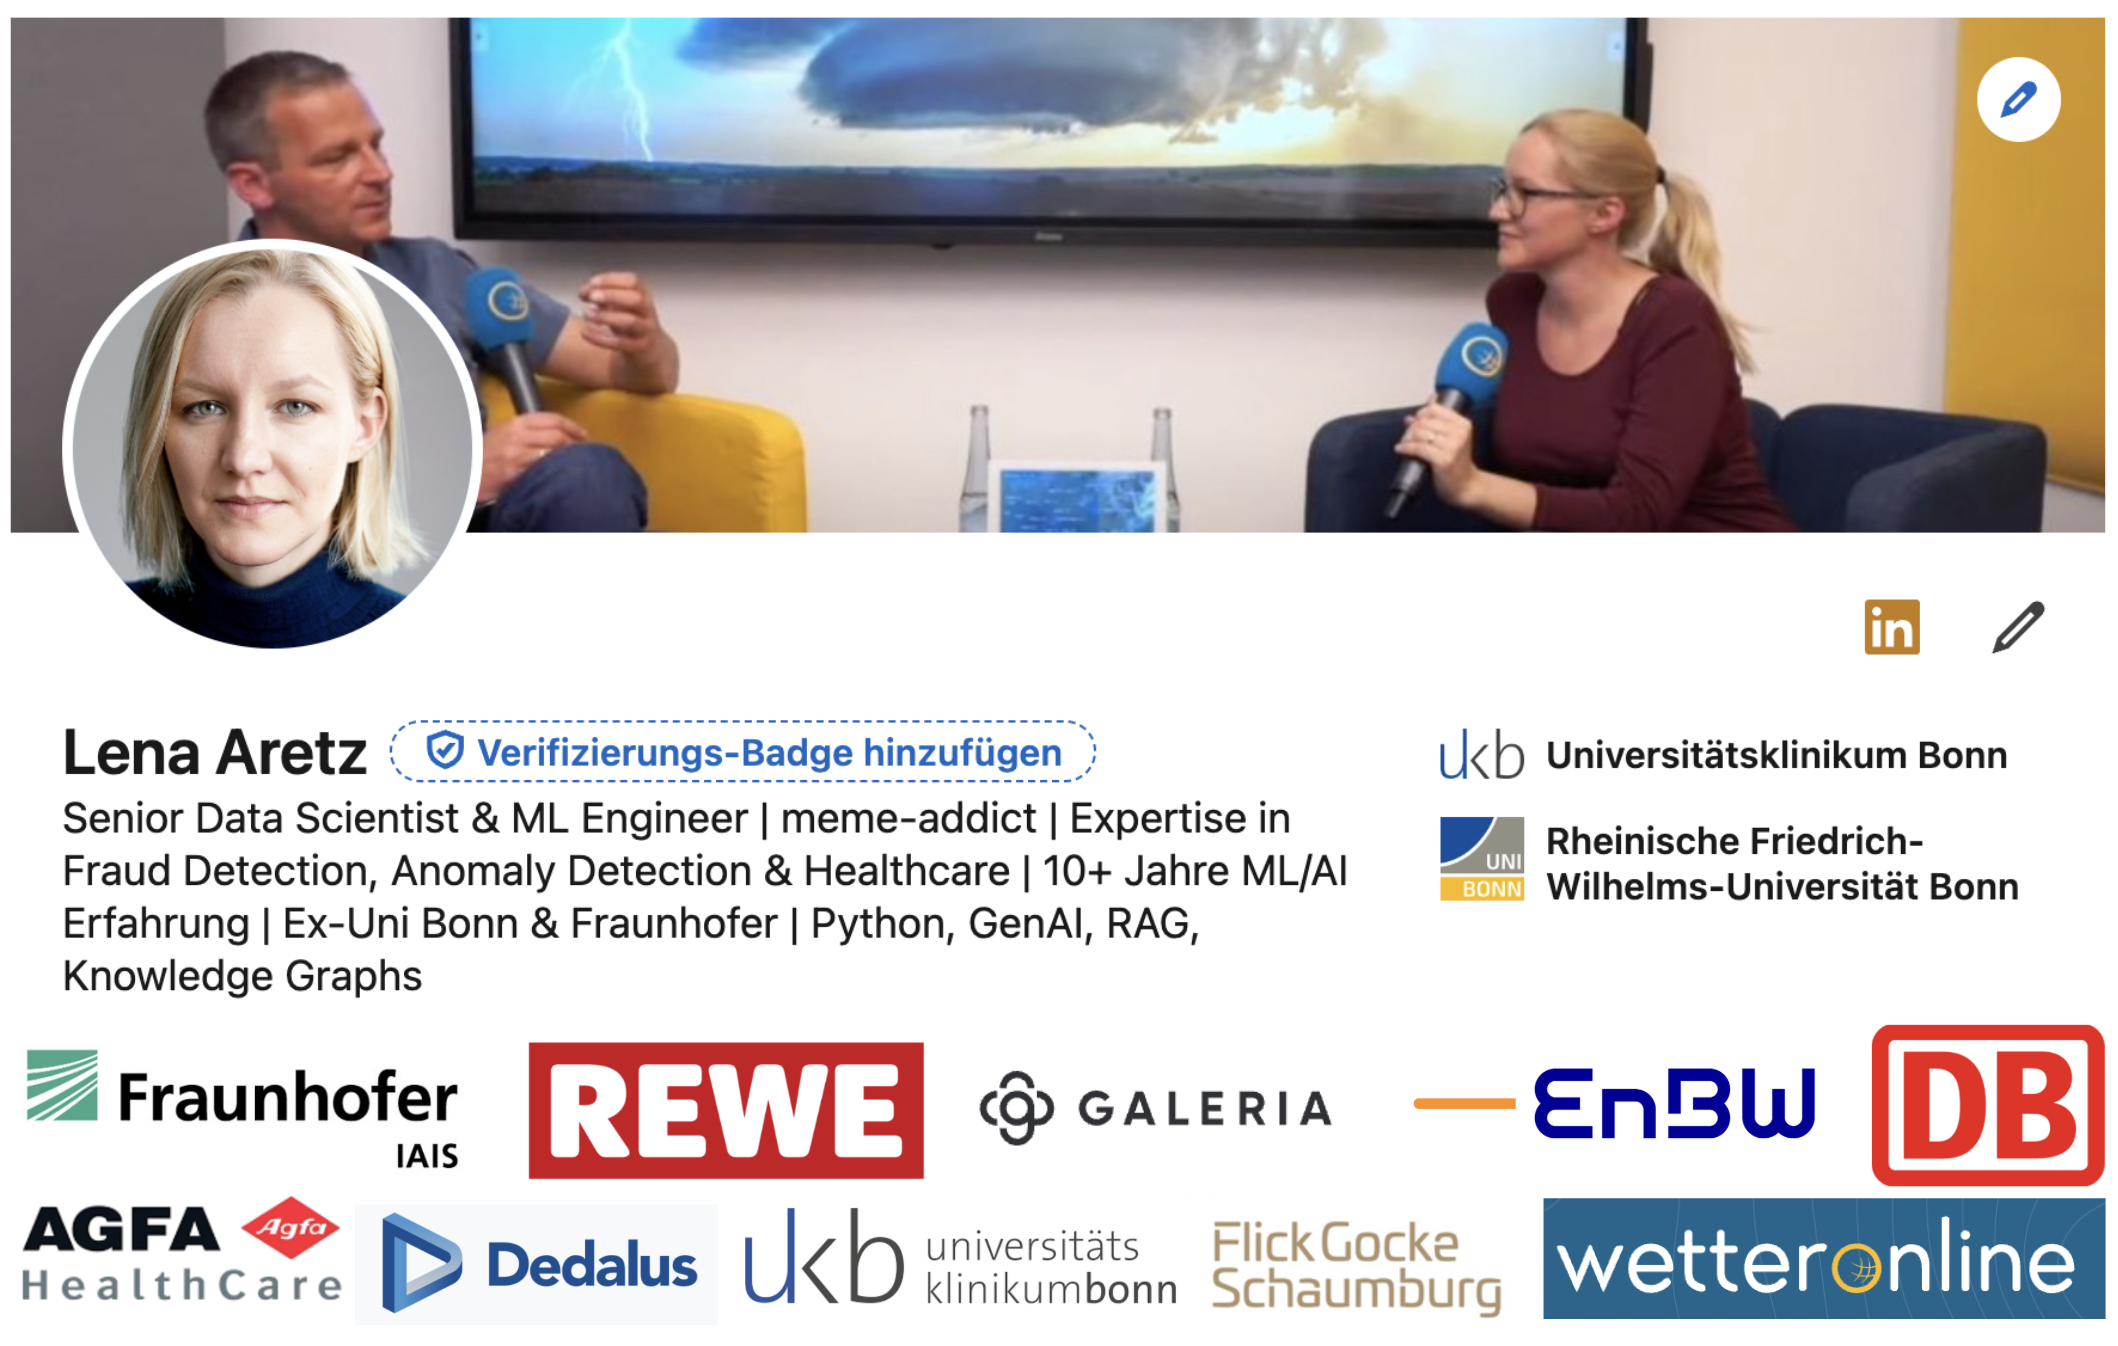 Lena Aretz
Verifizierungs-Badge hinzufügen
Senior Data Scientist & ML Engineer | meme-addict | Expertise in
Fraud Detection, Anomaly Detection & Healthcare | 10+ Jahre ML/AI
Erfahrung | Ex-Uni Bonn & Fraunhofer | Python, GenAI, RAG,
Knowledge Graphs
in
ukb Universitätsklinikum Bonn
UNI
BONN
Rheinische Friedrich-
Wilhelms-Universität Bonn
Fraunhofer
IAIS
REWE
GALERIA
EnBW
DB
AGFA
Agfa
HealthCare
Dedalus
ukb
universitäts
klinikumbonn
Flick Gocke
Schaumburg
wetteronline